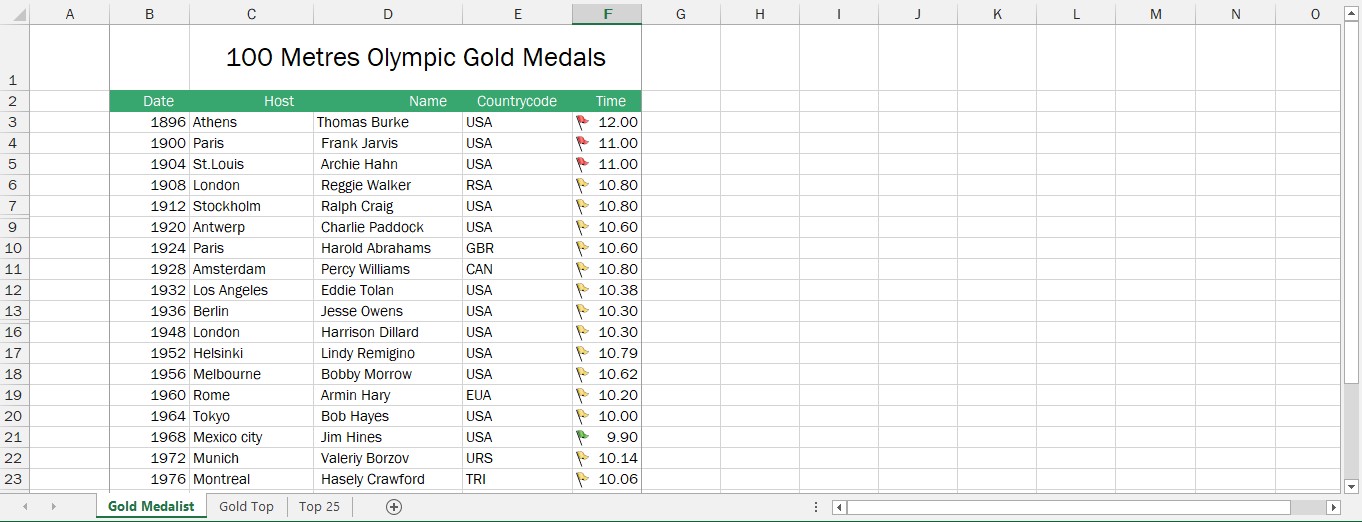 A B C D E F G H I J K L M N O
1 100 Metres Olympic Gold Medals
2 Date Host Name Countrycode Time
3 1896 Athens Thomas Burke USA 12.00
4 1900 Paris Frank Jarvis USA 11.00
5 1904 St.Louis Archie Hahn USA 11.00
6 1908 London Reggie Walker RSA 10.80
7 1912 Stockholm Ralph Craig USA 10.80
9 1920 Antwerp Charlie Paddock USA 10.60
10 1924 Paris Harold Abrahams GBR 10.60
11 1928 Amsterdam Percy Williams CAN 10.80
12 1932 Los Angeles Eddie Tolan USA 10.38
13 1936 Berlin Jesse Owens USA 10.30
16 1948 London Harrison Dillard USA 10.30
17 1952 Helsinki Lindy Remigino USA 10.79
18 1956 Melbourne Bobby Morrow USA 10.62
19 1960 Rome Armin Hary EUA 10.20
20 1964 Tokyo Bob Hayes USA 10.00
21 1968 Mexico city Jim Hines USA 9.90
22 1972 Munich Valeriy Borzov URS 10.14
23 1976 Montreal Hasely Crawford TRI 10.06
Gold Medalist Gold Top Top 25